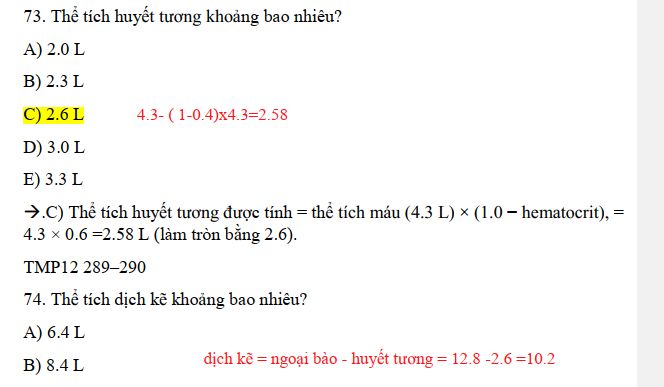 73. Thể tích huyết tương khoảng bao nhiêu?
A) 2.0 L
B) 2.3 L
C) 2.6 L 4.3- ( 1-0.4)x4.3=2.58
D) 3.0 L
E) 3.3 L
→.C) Thể tích huyết tương được tính = thể tích máu (4.3 L) × (1.0 − hematocrit), =
4.3 × 0.6 =2.58 L (làm tròn bằng 2.6).
TMP12 289–290
74. Thể tích dịch kẽ khoảng bao nhiêu?
A) 6.4 L
B) 8.4 L dịch kẽ = ngoại bào - huyết tương = 12.8 -2.6 =10.2